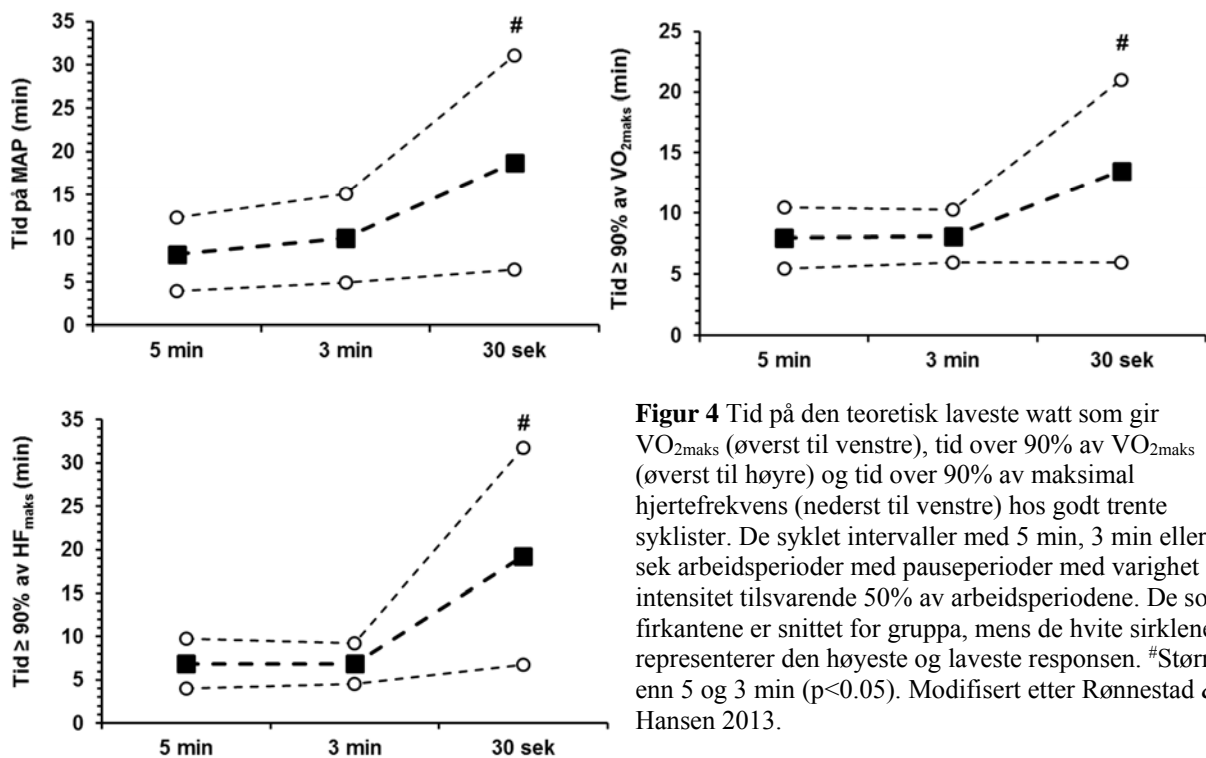 Tid på MAP (min)
35
30
25
20
15
10
5
0
#
5 min 3 min 30 sek
Tid ≥ 90% av VO2maks (min)
25
20
15
10
5
0
#
5 min 3 min 30 sek
Tid ≥ 90% av HFmaks (min)
35
30
25
20
15
10
5
0
#
5 min 3 min 30 sek
Figur 4 Tid på den teoretisk laveste watt som gir
VO2maks (øverst til venstre), tid over 90% av VO2maks
(øverst til høyre) og tid over 90% av maksimal
hjertefrekvens (nederst til venstre) hos godt trente
syklister. De syklet intervaller med 5 min, 3 min eller
sek arbeidsperioder med pauseperioder med varighet
intensitet tilsvarende 50% av arbeidsperiodene. De so
firkantene er snittet for gruppa, mens de hvite sirklene
representerer den høyeste og laveste responsen. #Størr
enn 5 og 3 min (p<0.05). Modifisert etter Rønnestad &
Hansen 2013.